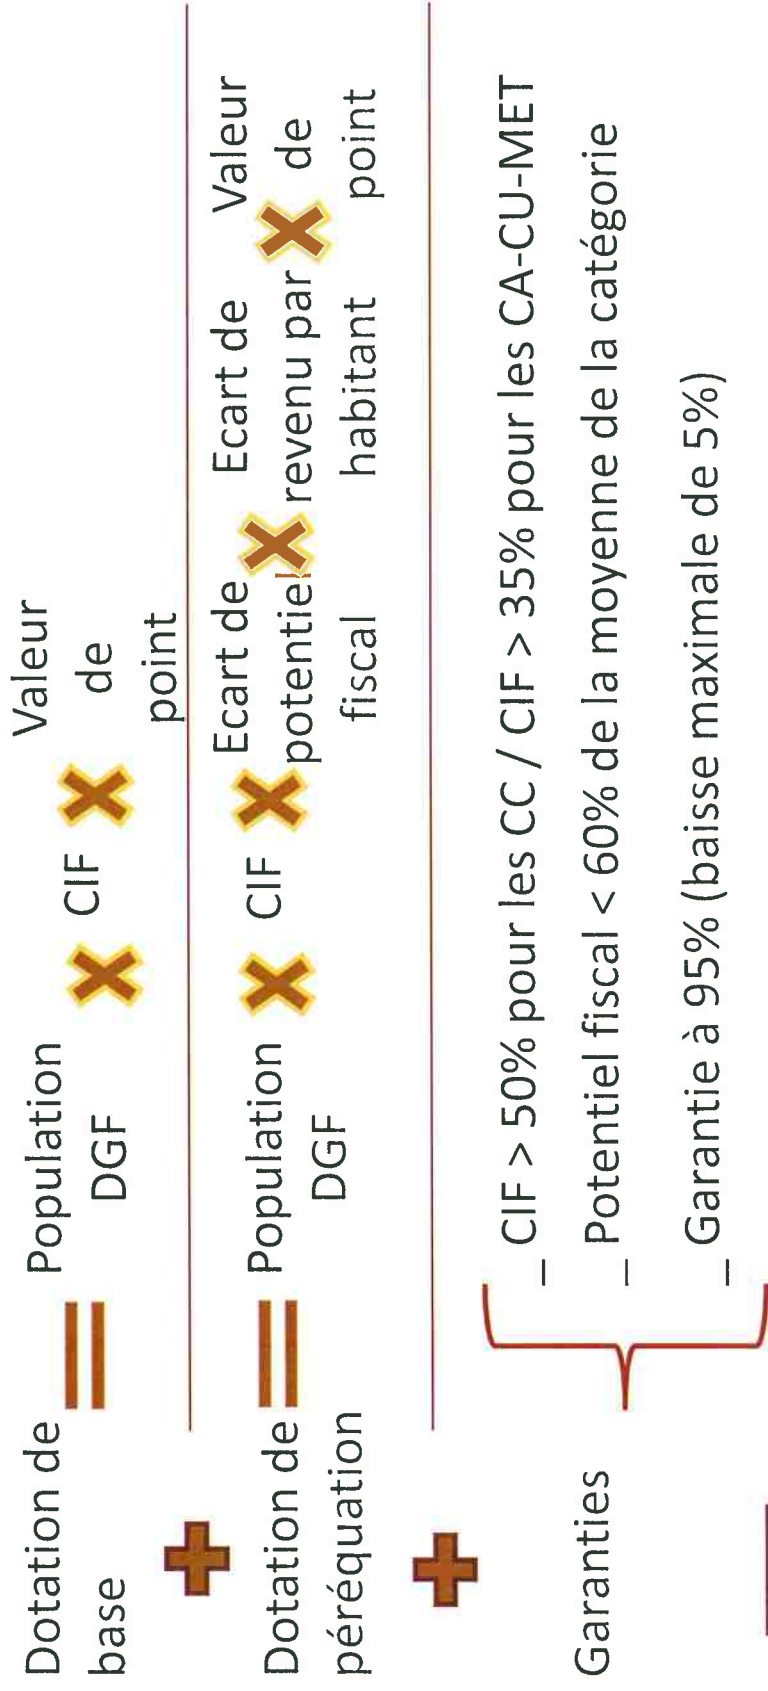 Dotation de base = Population DGF X CIF X Valeur de point
+
Dotation de péréquation = Population DGF X CIF X Ecart de potentiel fiscal X Ecart de revenu par habitant X Valeur de point
+
Garanties
– CIF > 50% pour les CC / CIF > 35% pour les CA-CU-MET
– Potentiel fiscal < 60% de la moyenne de la catégorie
– Garantie à 95% (baisse maximale de 5%)